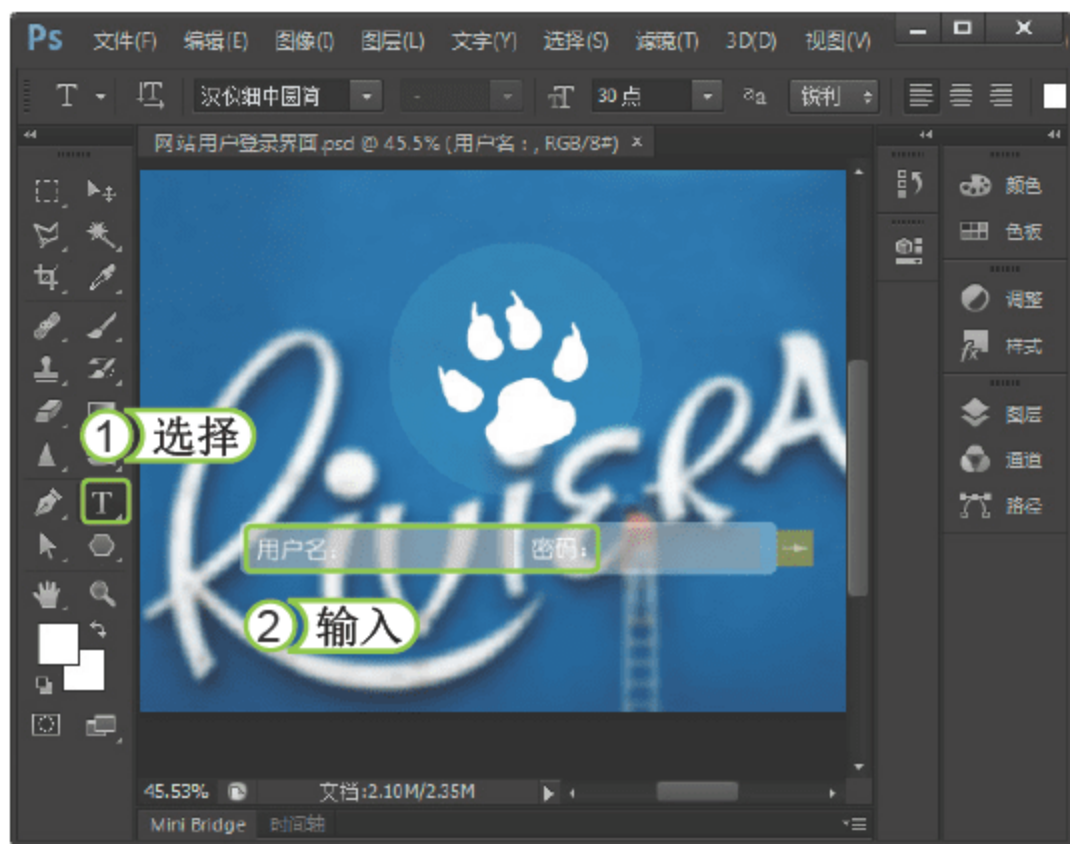 Ps 文件(F) 编辑(E) 图像(I) 图层(L) 文字(Y) 选择(S) 滤镜(T) 3D(D) 视图(V)
T 汉仪细中圆简 - 30 点 aa 锐利
网站用户登录界面.psd @ 45.5% (用户名：, RGB/8#) ×
颜色
色板
调整
样式
图层
通道
路径
RiviERA
① 选择
T
用户名： 密码：
② 输入
45.53% 文档:2.10M/2.35M
Mini Bridge 时间轴